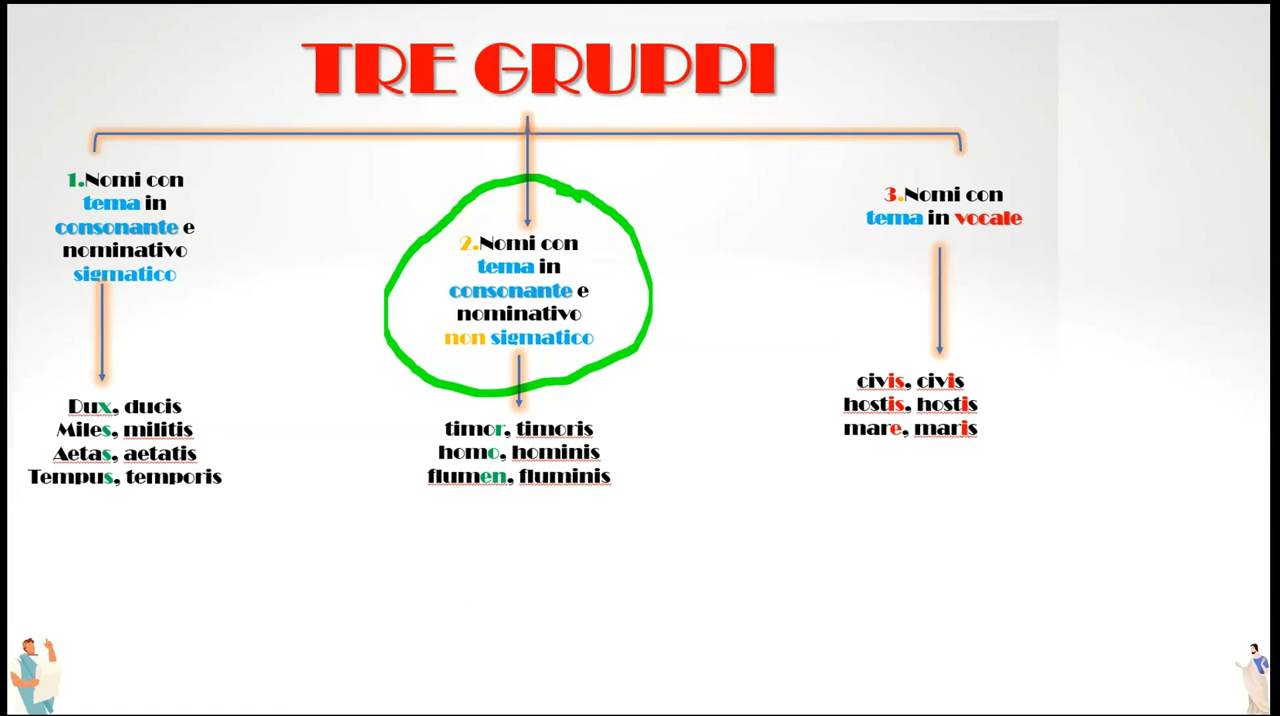 TRE GRUPPI
1.Nomi con
tema in
consonante e
nominativo
sigmatico
Dux, ducis
Miles, militis
Aetas, aetatis
Tempus, temporis
2.Nomi con
tema in
consonante e
nominativo
non sigmatico
timor, timoris
homo, hominis
flumen, fluminis
3.Nomi con
tema in vocale
civis, civis
hostis, hostis
mare, maris